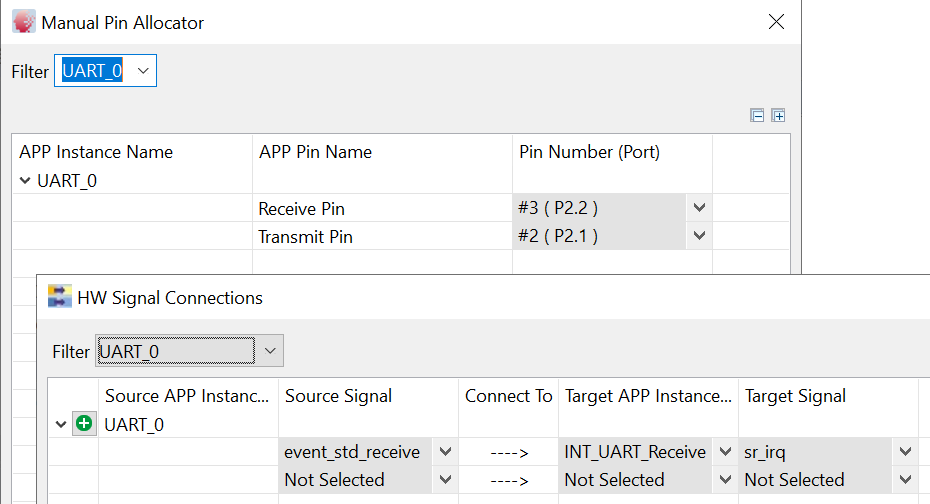 Manual Pin Allocator
Filter UART_0
APP Instance Name APP Pin Name Pin Number (Port)
UART_0
Receive Pin #3 ( P2.2 )
Transmit Pin #2 ( P2.1 )
HW Signal Connections
Filter UART_0
Source APP Instanc... Source Signal Connect To Target APP Instance... Target Signal
UART_0
event_std_receive ----> INT_UART_Receive sr_irq
Not Selected ----> Not Selected Not Selected